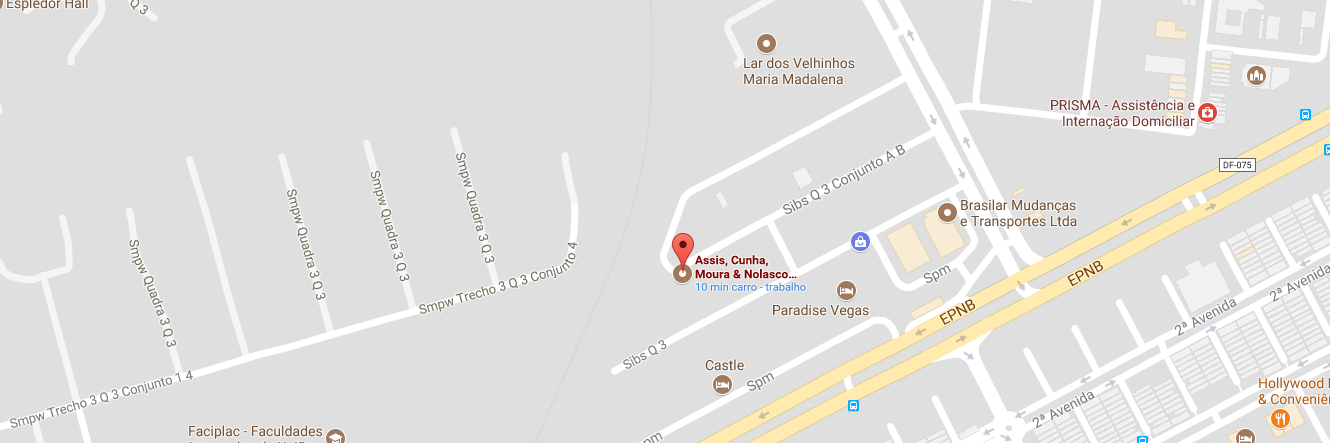 Espledor Hall
Q 3
Lar dos Velhinhos
Maria Madalena
PRISMA - Assistência e
Internação Domiciliar
DF-075
Sibs Q 3 Conjunto A B
Brasilar Mudanças
e Transportes Ltda
Smpw Quadra 3 Q 3
Smpw Quadra 3 Q 3
Smpw Quadra 3 Q 3
Smpw Quadra 3 Q 3
Smpw Trecho 3 Q 3 Conjunto 4
Assis, Cunha,
Moura & Nolasco...
10 min carro - trabalho
Spm
EPNB
EPNB
Paradise Vegas
2ª Avenida
2ª Avenida
Sibs Q 3
Castle
Spm
Smpw Trecho 3 Q 3 Conjunto 1 4
2ª Avenida
Hollywood
& Conveniên
Faciplac - Faculdades
Spm